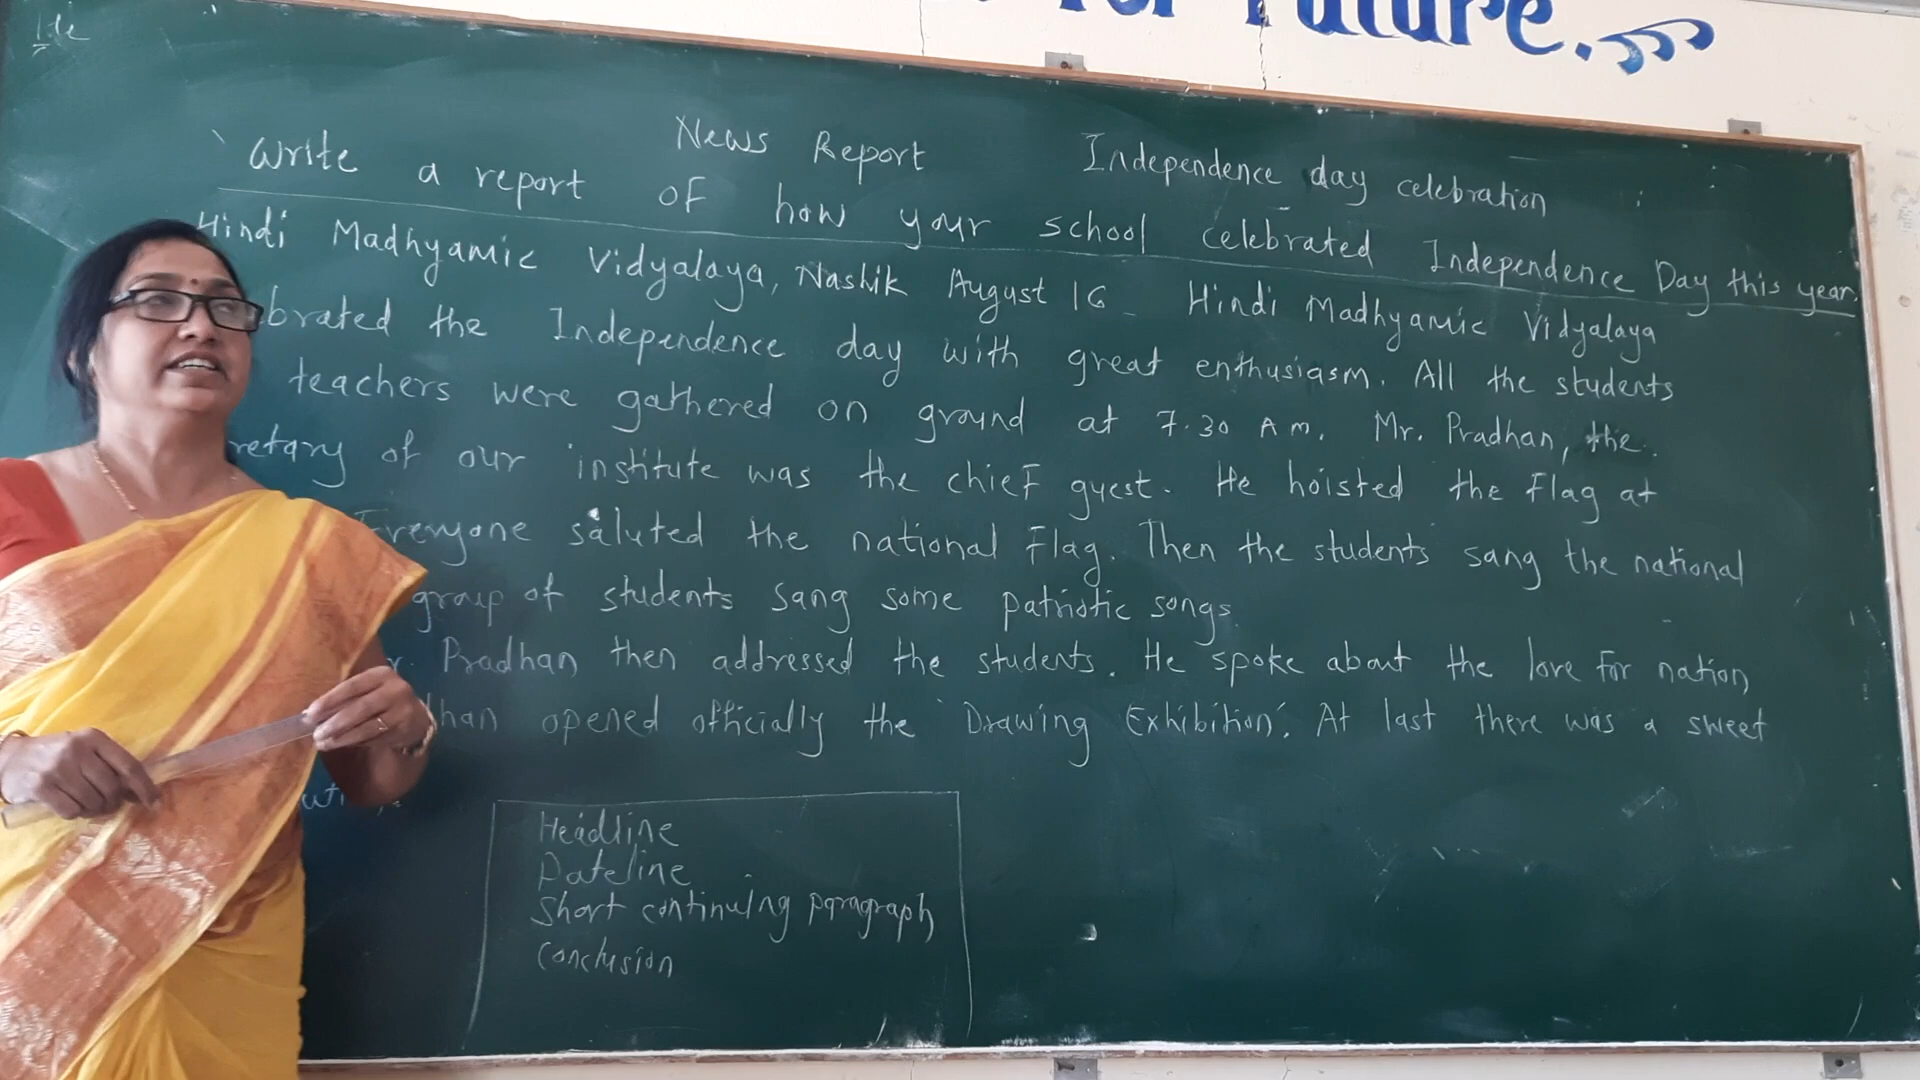 for Future.
News Report Independence day celebration
Write a report of how your school celebrated Independence Day this year.
Hindi Madhyamic Vidyalaya, Nashik August 16 - Hindi Madhyamic Vidyalaya
brated the Independence day with great enthusiasm. All the students
teachers were gathered on ground at 7.30 A.M. Mr. Pradhan, the
retary of our institute was the chief guest. He hoisted the flag at
Everyone saluted the national flag. Then the students sang the national
group of students sang some patriotic songs.
r. Pradhan then addressed the students. He spoke about the love for nation
han opened officially the 'Drawing Exhibition'. At last there was a sweet
Headline
Dateline
Short continuing paragraph
Conclusion